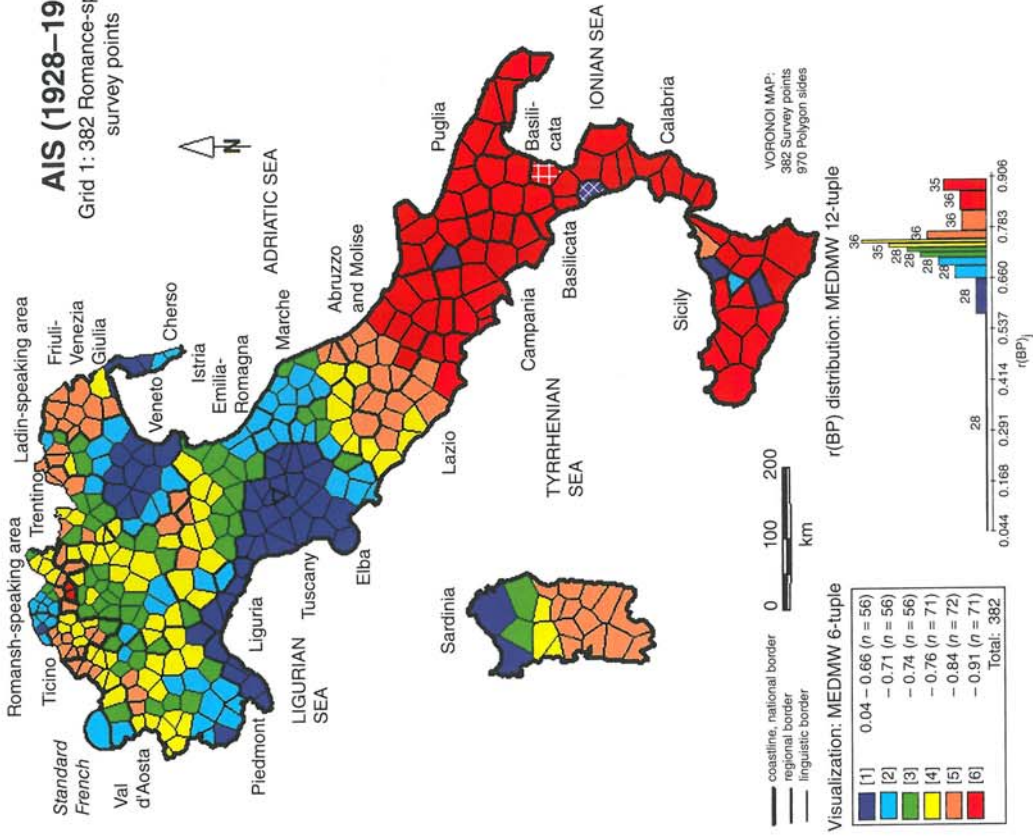 AIS (1928–19
Grid 1: 382 Romance-sp
survey points
N
Romansh-speaking area
Ladin-speaking area
Trentino
Friuli-
Venezia
Giulia
Ticino
Standard
French
Val
d'Aosta
Veneto
Cherso
Istria
Emilia-
Romagna
ADRIATIC SEA
Piedmont
Liguria
LIGURIAN
SEA
Tuscany
Elba
Marche
Abruzzo
and Molise
Puglia
Lazio
Campania
Basilicata
Basili-
cata
IONIAN SEA
Calabria
TYRRHENIAN
SEA
Sardinia
Sicily
0 100 200
km
VORONOI MAP:
382 Survey points
970 Polygon sides
coastline, national border
regional border
linguistic border
Visualization: MEDMW 6-tuple
[1] 0.04 – 0.66 (n = 56)
[2] – 0.71 (n = 56)
[3] – 0.74 (n = 56)
[4] – 0.76 (n = 71)
[5] – 0.84 (n = 72)
[6] – 0.91 (n = 71)
Total: 382
r(BP) distribution: MEDMW 12-tuple
28
28
28
28
28
28
35
36
36
36
36
35
0.044 0.168 0.291 0.414 0.537 0.660 0.783 0.906
r(BP)j